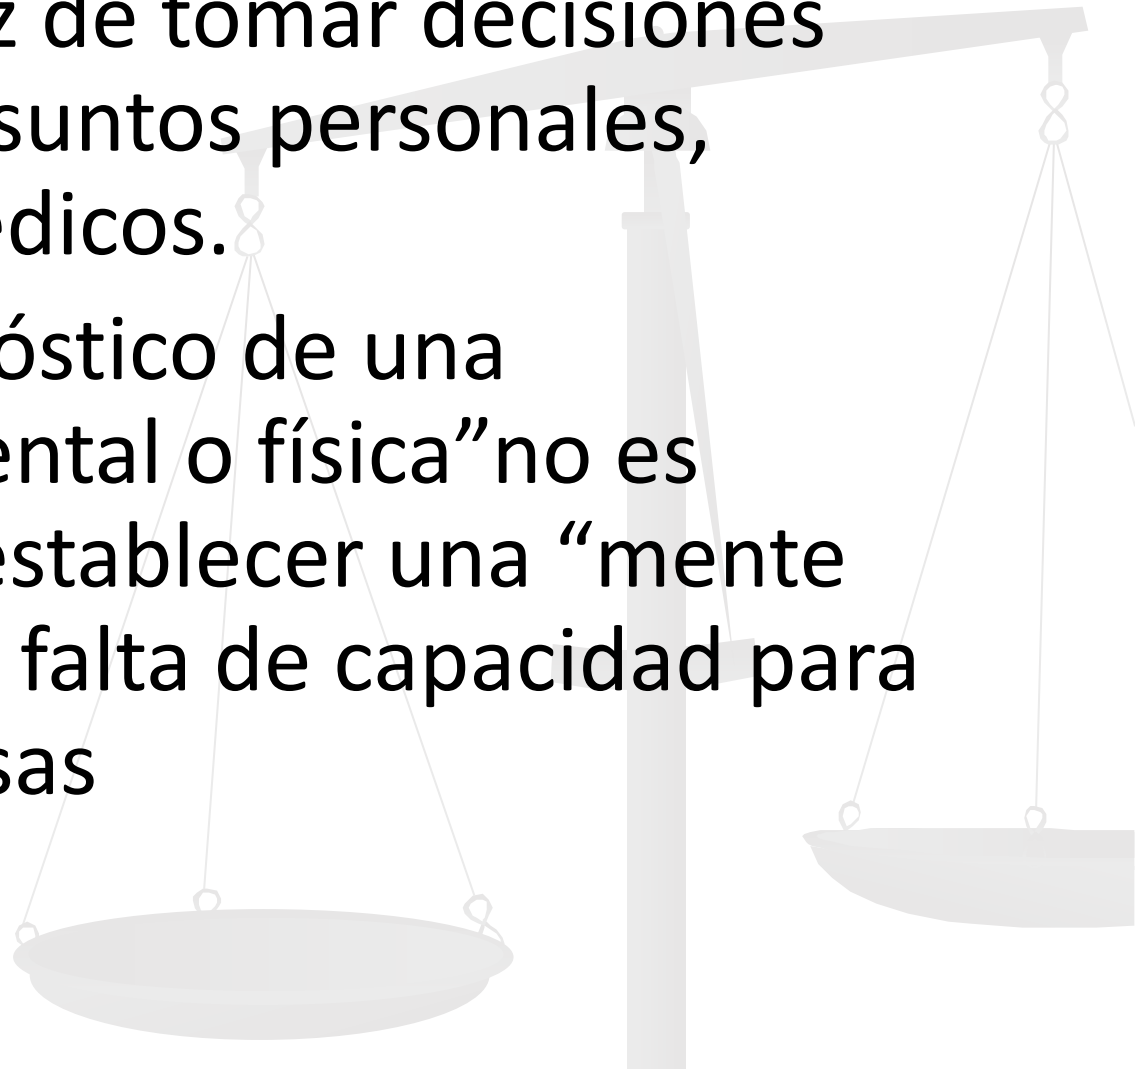 z de tomar decisiones
suntos personales,
edicos.
óstico de una
ental o física”no es
establecer una “mente
falta de capacidad para
sas